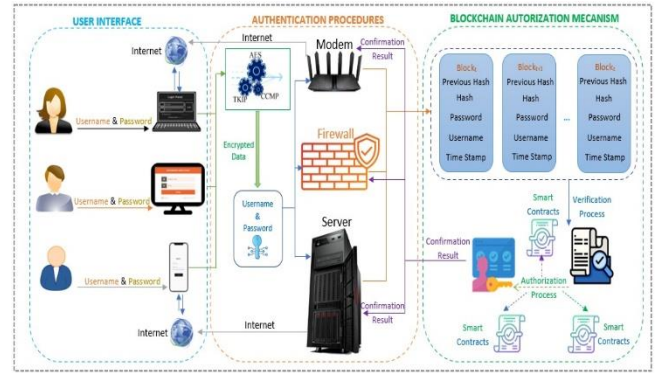 USER INTERFACE
Internet
Username & Password
Username & Password
Username & Password
Internet
AUTHENTICATION PROCEDURES
Internet
AES
TKIP
CCMP
Encrypted
Data
Username
&
Password
Modem
Firewall
Server
Internet
Confirmation
Result
Confirmation
Result
BLOCKCHAIN AUTORIZATION MECANISM
Block
Previous Hash
Hash
Password
Username
Time Stamp
Block
Previous Hash
Hash
Password
Username
Time Stamp
...
Block
Previous Hash
Hash
Password
Username
Time Stamp
Smart
Contracts
Verification
Process
Confirmation
Result
Authorization
Process
Smart
Contracts
Smart
Contracts